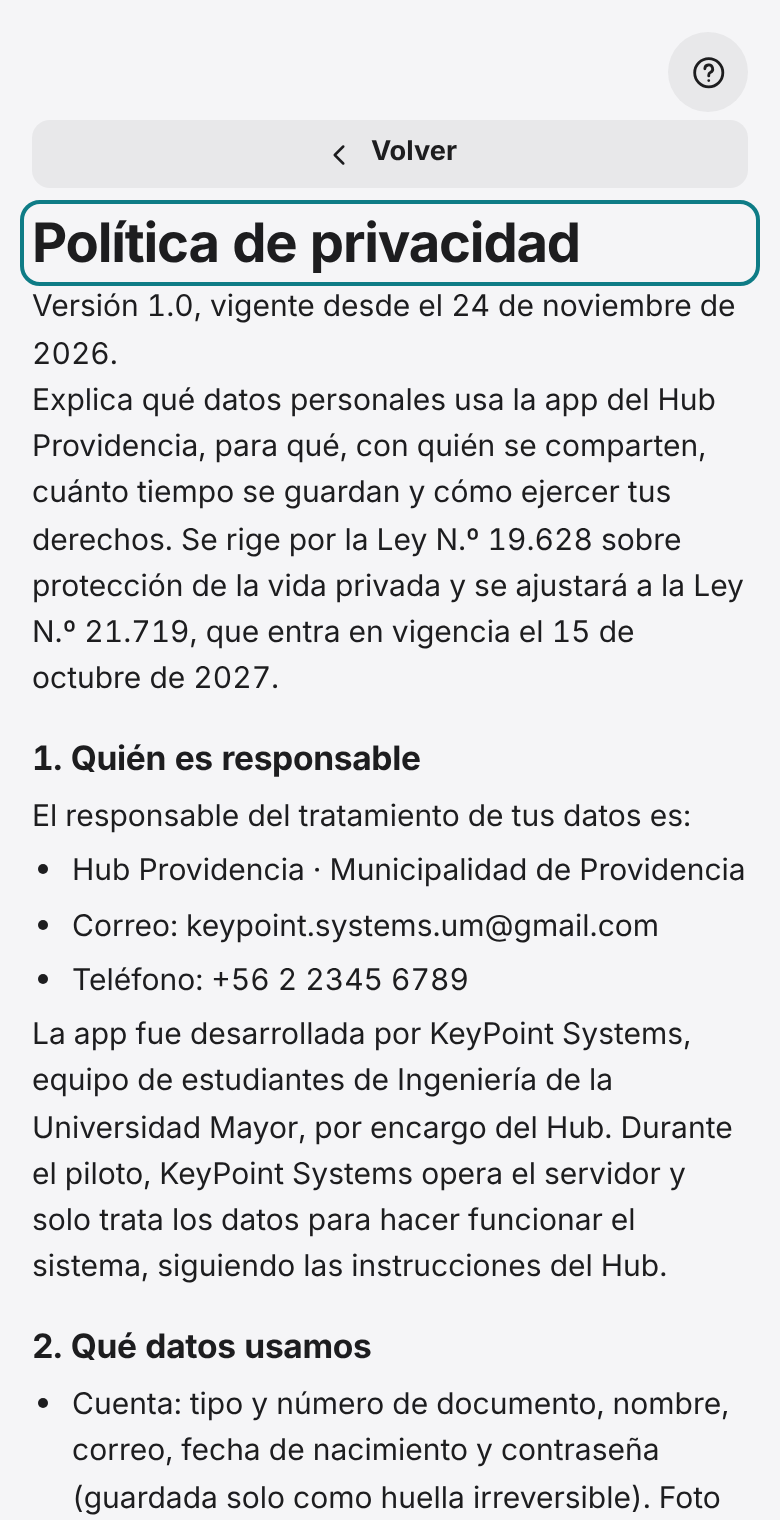 Volver
Política de privacidad
Versión 1.0, vigente desde el 24 de noviembre de
2026.
Explica qué datos personales usa la app del Hub
Providencia, para qué, con quién se comparten,
cuánto tiempo se guardan y cómo ejercer tus
derechos. Se rige por la Ley N.º 19.628 sobre
protección de la vida privada y se ajustará a la Ley
N.º 21.719, que entra en vigencia el 15 de
octubre de 2027.
1. Quién es responsable
El responsable del tratamiento de tus datos es:
• Hub Providencia · Municipalidad de Providencia
• Correo: keypoint.systems.um@gmail.com
• Teléfono: +56 2 2345 6789
La app fue desarrollada por KeyPoint Systems,
equipo de estudiantes de Ingeniería de la
Universidad Mayor, por encargo del Hub. Durante
el piloto, KeyPoint Systems opera el servidor y
solo trata los datos para hacer funcionar el
sistema, siguiendo las instrucciones del Hub.
2. Qué datos usamos
• Cuenta: tipo y número de documento, nombre,
correo, fecha de nacimiento y contraseña
(guardada solo como huella irreversible). Foto